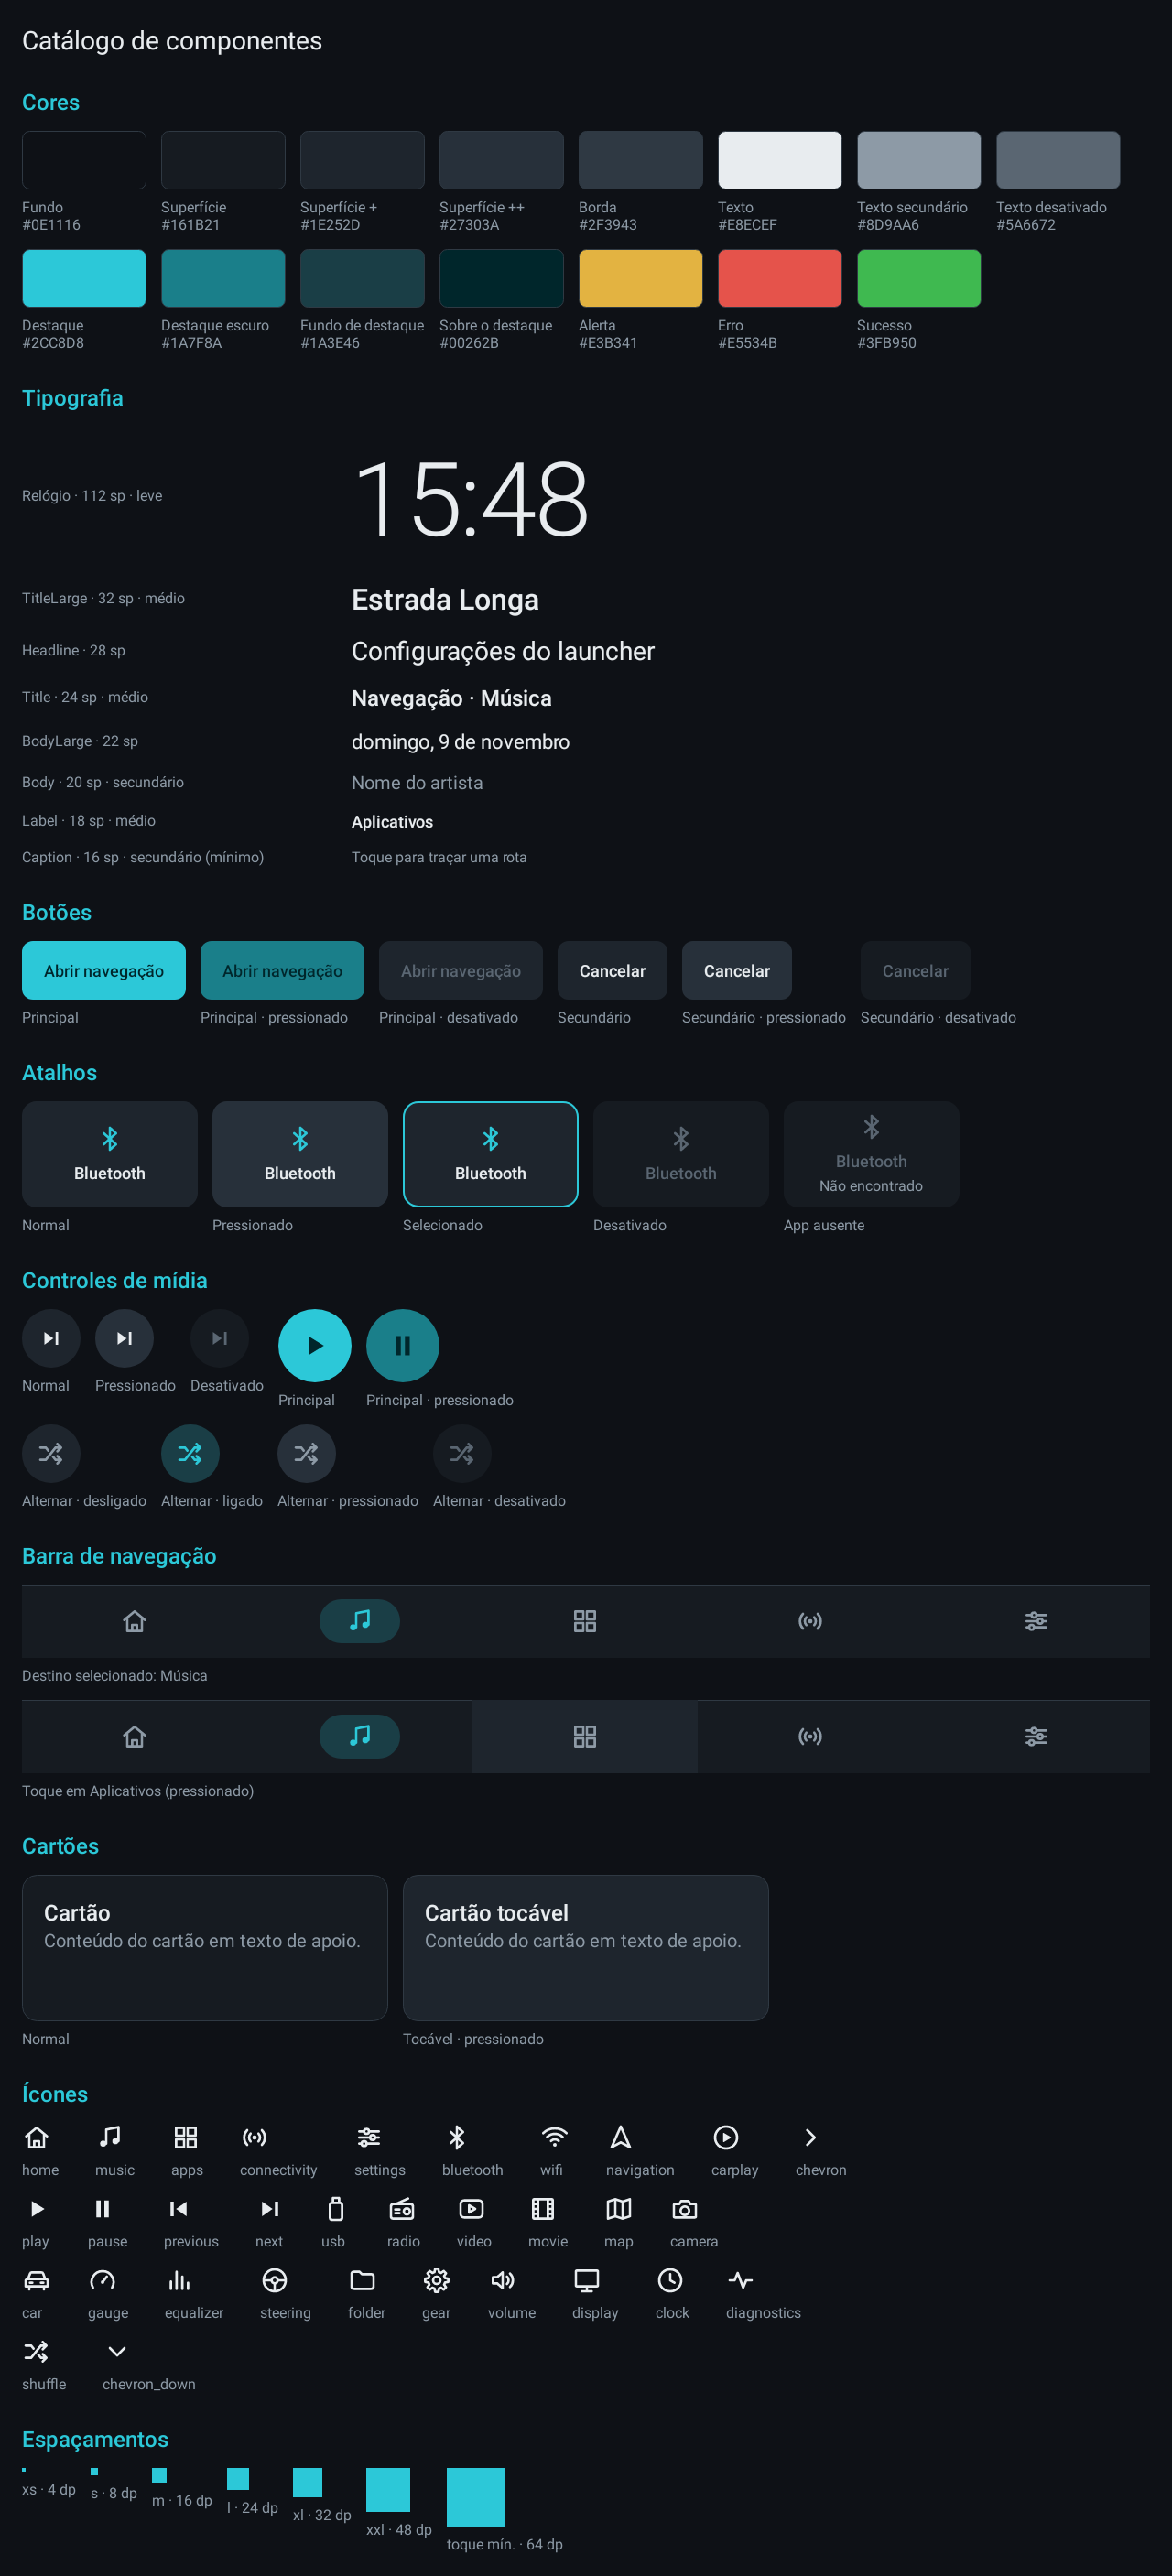 Catálogo de componentes
Cores
Fundo Superfície Superfície + Superfície ++ Borda Texto Texto secundário Texto desativado
#0E1116 #161B21 #1E252D #27303A #2F3943 #E8ECEF #8D9AA6 #5A6672
Destaque Destaque escuro Fundo de destaque Sobre o destaque Alerta Erro Sucesso
#2CC8D8 #1A7F8A #1A3E46 #00262B #E3B341 #E5534B #3FB950
Tipografia
Relógio · 112 sp · leve 15:48
TitleLarge · 32 sp · médio Estrada Longa
Headline · 28 sp Configurações do launcher
Title · 24 sp · médio Navegação · Música
BodyLarge · 22 sp domingo, 9 de novembro
Body · 20 sp · secundário Nome do artista
Label · 18 sp · médio Aplicativos
Caption · 16 sp · secundário (mínimo) Toque para traçar uma rota
Botões
Abrir navegação Abrir navegação Abrir navegação Cancelar Cancelar Cancelar
Principal Principal · pressionado Principal · desativado Secundário Secundário · pressionado Secundário · desativado
Atalhos
Bluetooth Bluetooth Bluetooth Bluetooth Bluetooth
Não encontrado
Normal Pressionado Selecionado Desativado App ausente
Controles de mídia
Normal Pressionado Desativado Principal Principal · pressionado
Alternar · desligado Alternar · ligado Alternar · pressionado Alternar · desativado
Barra de navegação
Destino selecionado: Música
Toque em Aplicativos (pressionado)
Cartões
Cartão Cartão tocável
Conteúdo do cartão em texto de apoio. Conteúdo do cartão em texto de apoio.
Normal Tocável · pressionado
Ícones
home music apps connectivity settings bluetooth wifi navigation carplay chevron
play pause previous next usb radio video movie map camera
car gauge equalizer steering folder gear volume display clock diagnostics
shuffle chevron_down
Espaçamentos
xs · 4 dp s · 8 dp m · 16 dp l · 24 dp xl · 32 dp xxl · 48 dp toque mín. · 64 dp